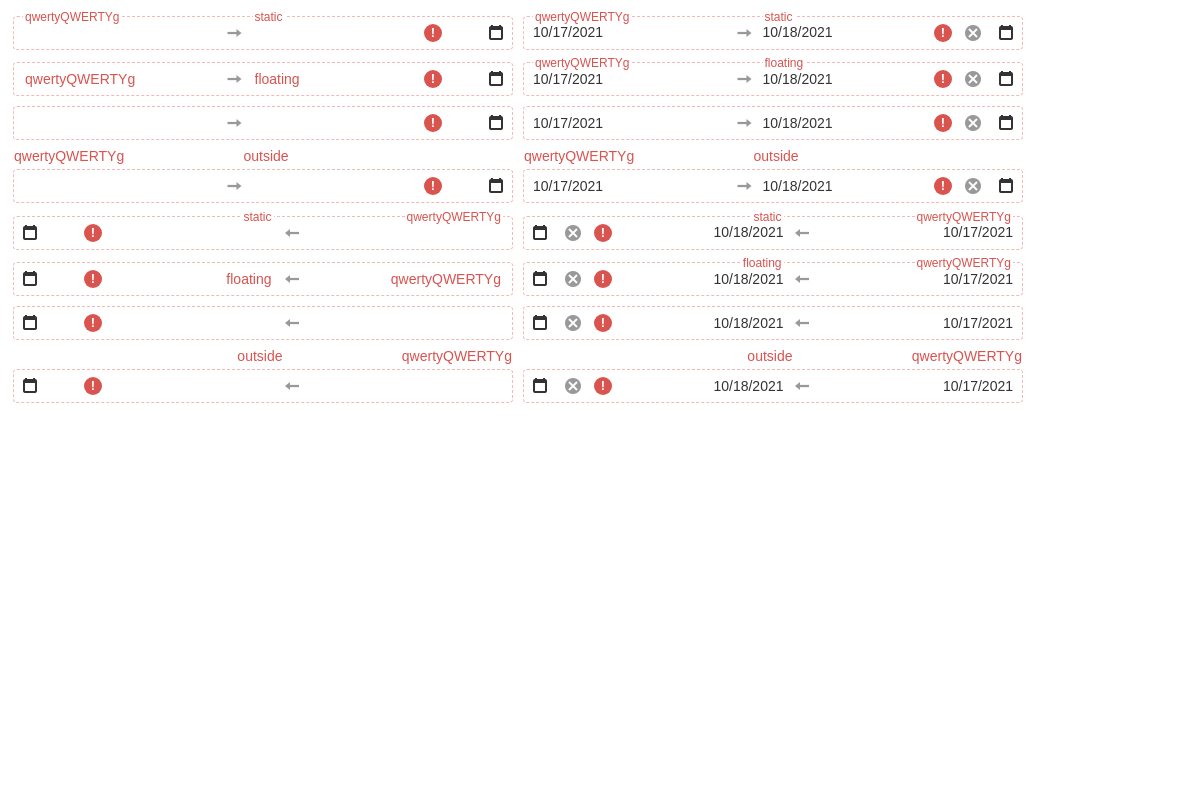 qwertyQWERTYg static qwertyQWERTYg static
10/17/2021 10/18/2021
qwertyQWERTYg floating
qwertyQWERTYg floating 10/17/2021 10/18/2021
10/17/2021 10/18/2021
qwertyQWERTYg outside qwertyQWERTYg outside
10/17/2021 10/18/2021
static qwertyQWERTYg static qwertyQWERTYg
10/18/2021 10/17/2021
floating qwertyQWERTYg
floating qwertyQWERTYg 10/18/2021 10/17/2021
10/18/2021 10/17/2021
outside qwertyQWERTYg outside qwertyQWERTYg
10/18/2021 10/17/2021